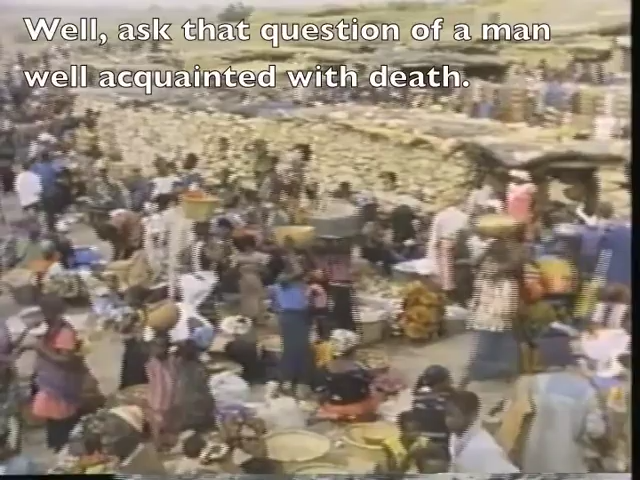 Well, ask that question of a man
well acquainted with death.